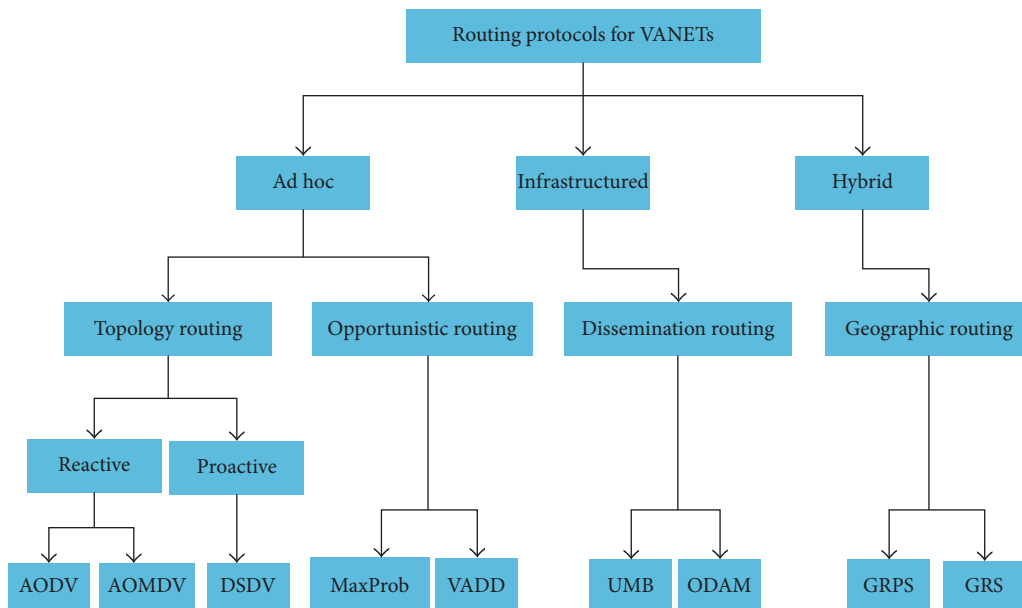 Routing protocols for VANETs
Ad hoc
Infrastructured
Hybrid
Topology routing
Opportunistic routing
Dissemination routing
Geographic routing
Reactive
Proactive
AODV
AOMDV
DSDV
MaxProb
VADD
UMB
ODAM
GRPS
GRS